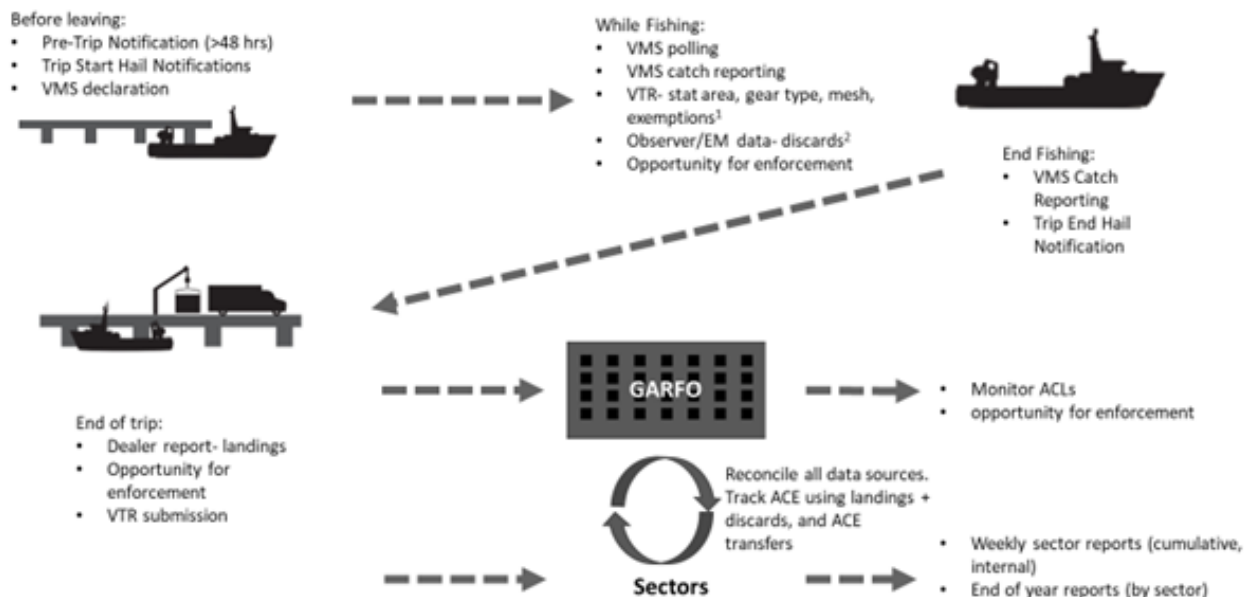 Before leaving:
• Pre-Trip Notification (>48 hrs)
• Trip Start Hail Notifications
• VMS declaration
While Fishing:
• VMS polling
• VMS catch reporting
• VTR- stat area, gear type, mesh,
exemptions¹
• Observer/EM data- discards²
• Opportunity for enforcement
End Fishing:
• VMS Catch
Reporting
• Trip End Hail
Notification
End of trip:
• Dealer report- landings
• Opportunity for
enforcement
• VTR submission
GARFO
• Monitor ACLs
• opportunity for enforcement
Reconcile all data sources.
Track ACE using landings +
discards, and ACE
transfers
Sectors
• Weekly sector reports (cumulative,
internal)
• End of year reports (by sector)